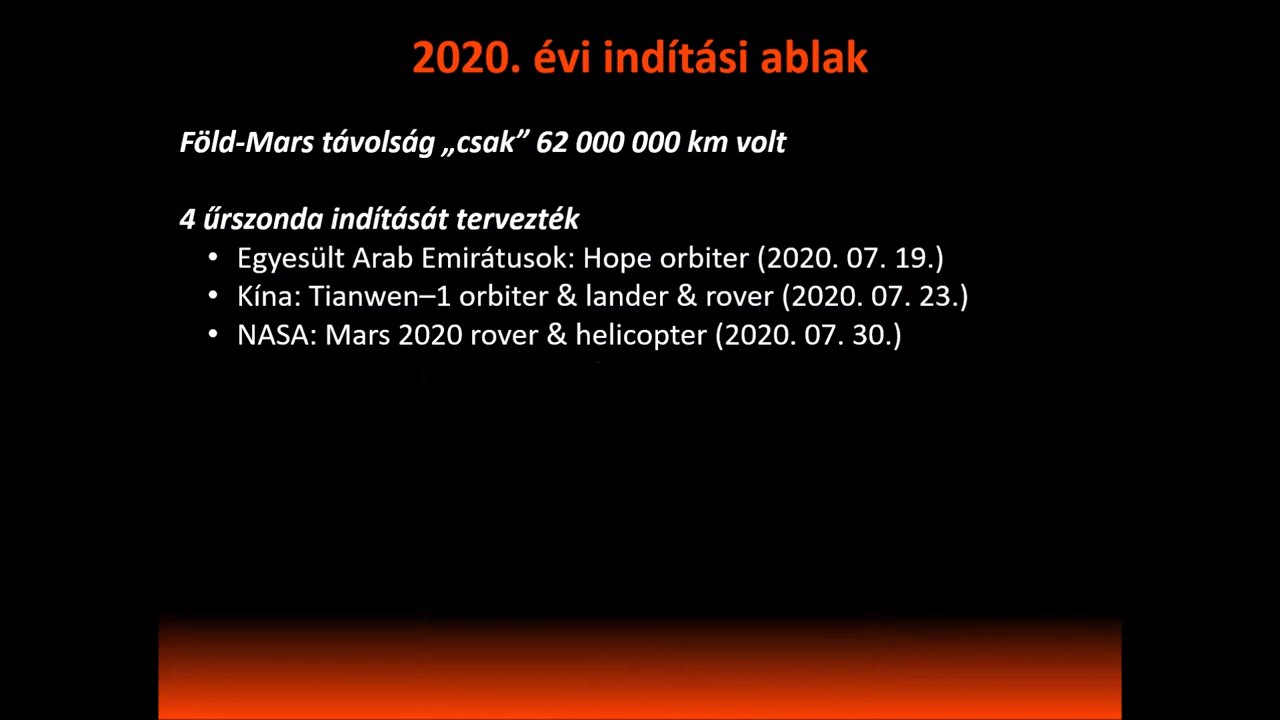 2020. évi indítási ablak
Föld-Mars távolság „csak” 62 000 000 km volt
4 űrszonda indítását tervezték
• Egyesült Arab Emirátusok: Hope orbiter (2020. 07. 19.)
• Kína: Tianwen–1 orbiter & lander & rover (2020. 07. 23.)
• NASA: Mars 2020 rover & helicopter (2020. 07. 30.)